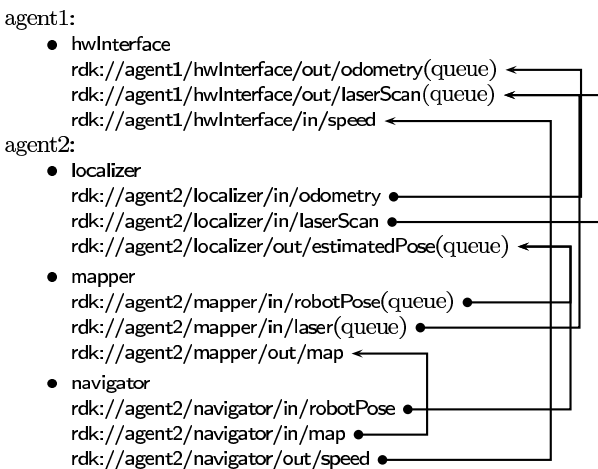 agent1:
• hwInterface
rdk://agent1/hwInterface/out/odometry(queue)
rdk://agent1/hwInterface/out/laserScan(queue)
rdk://agent1/hwInterface/in/speed
agent2:
• localizer
rdk://agent2/localizer/in/odometry
rdk://agent2/localizer/in/laserScan
rdk://agent2/localizer/out/estimatedPose(queue)
• mapper
rdk://agent2/mapper/in/robotPose(queue)
rdk://agent2/mapper/in/laser(queue)
rdk://agent2/mapper/out/map
• navigator
rdk://agent2/navigator/in/robotPose
rdk://agent2/navigator/in/map
rdk://agent2/navigator/out/speed